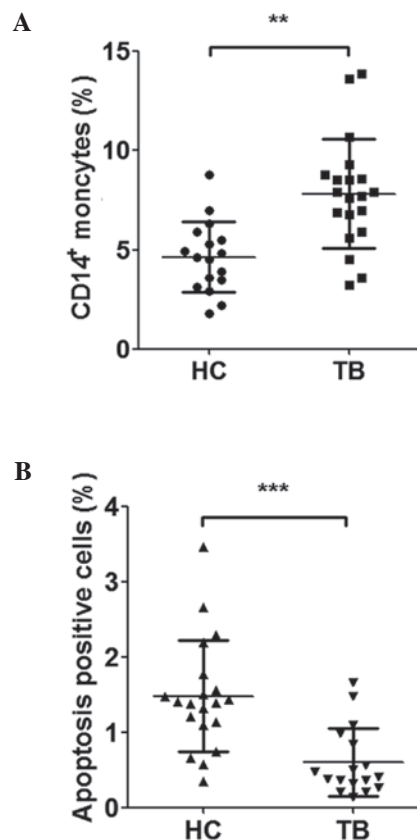 A
**
15
10
5
0
CD14+ moncytes (%)
HC TB
B
***
4
3
2
1
0
Apoptosis positive cells (%)
HC TB